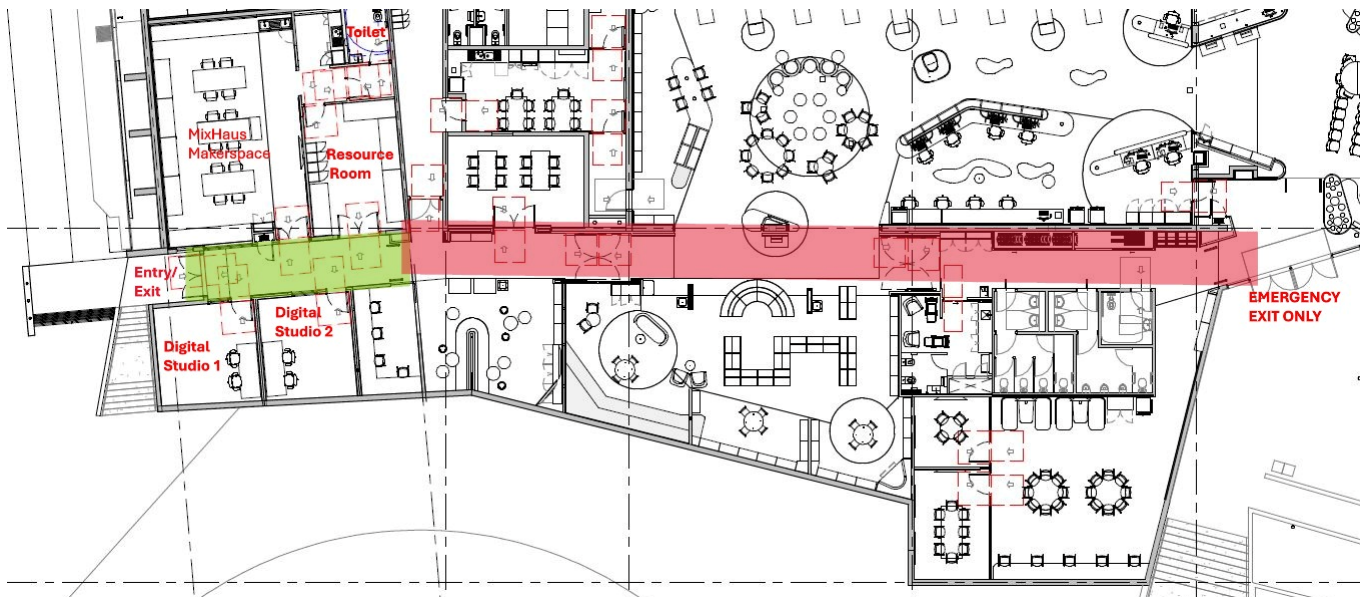 Toilet
MixHaus
Makerspace
Resource
Room
Entry/
Exit
Digital
Studio 2
Digital
Studio 1
EMERGENCY
EXIT ONLY